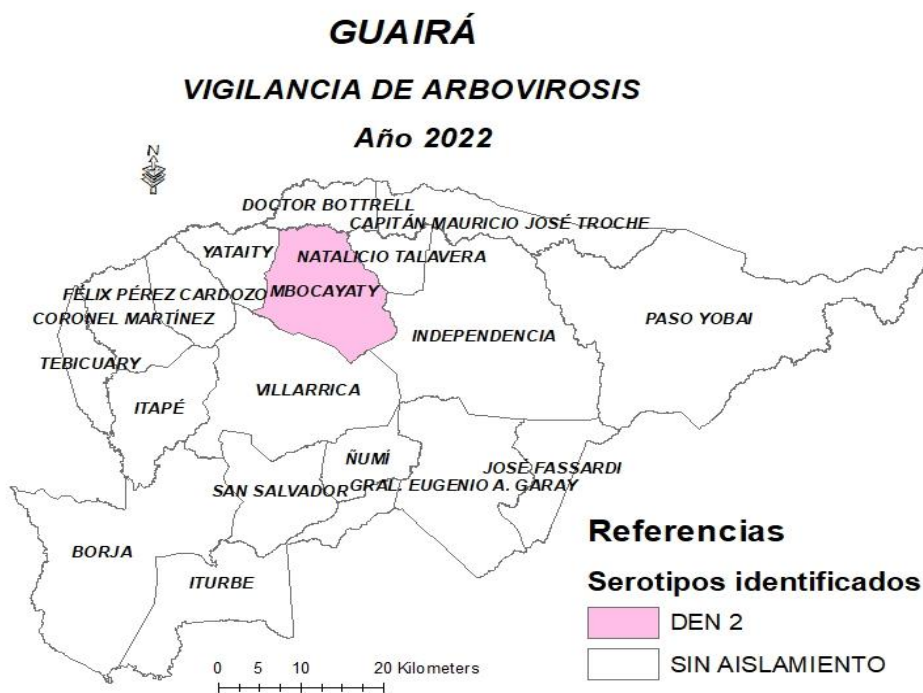 GUAIRÁ
VIGILANCIA DE ARBOVIROSIS
Año 2022
N
DOCTOR BOTTRELL
CAPITÁN MAURICIO JOSÉ TROCHE
YATAITY
NATALICIO TALAVERA
FÉLIX PÉREZ CARDOZO
MBOCAYATY
CORONEL MARTÍNEZ
PASO YOBAI
INDEPENDENCIA
TEBICUARY
VILLARRICA
ITAPÉ
ÑUMÍ
JOSÉ FASSARDI
SAN SALVADOR
GRAL. EUGENIO A. GARAY
BORJA
ITURBE
Referencias
Serotipos identificados
DEN 2
SIN AISLAMIENTO
0 5 10 20 Kilometers